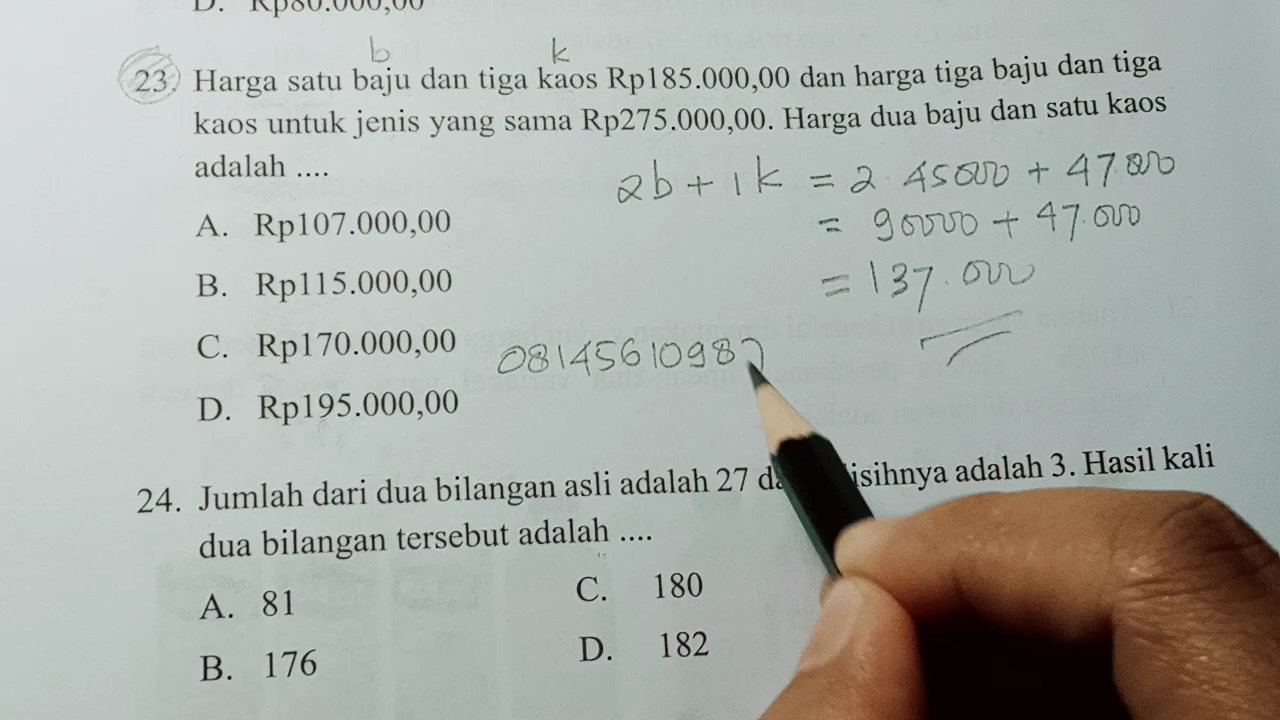 D. Rp80.000,00
b k
23. Harga satu baju dan tiga kaos Rp185.000,00 dan harga tiga baju dan tiga
kaos untuk jenis yang sama Rp275.000,00. Harga dua baju dan satu kaos
adalah ....
2b + 1k = 2. 45000 + 47.000
= 90000 + 47.000
= 137.000
A. Rp107.000,00
B. Rp115.000,00
C. Rp170.000,00
08145610987
D. Rp195.000,00
24. Jumlah dari dua bilangan asli adalah 27 adalah 3. Hasil kali
dua bilangan tersebut adalah ....
A. 81
C. 180
B. 176
D. 182